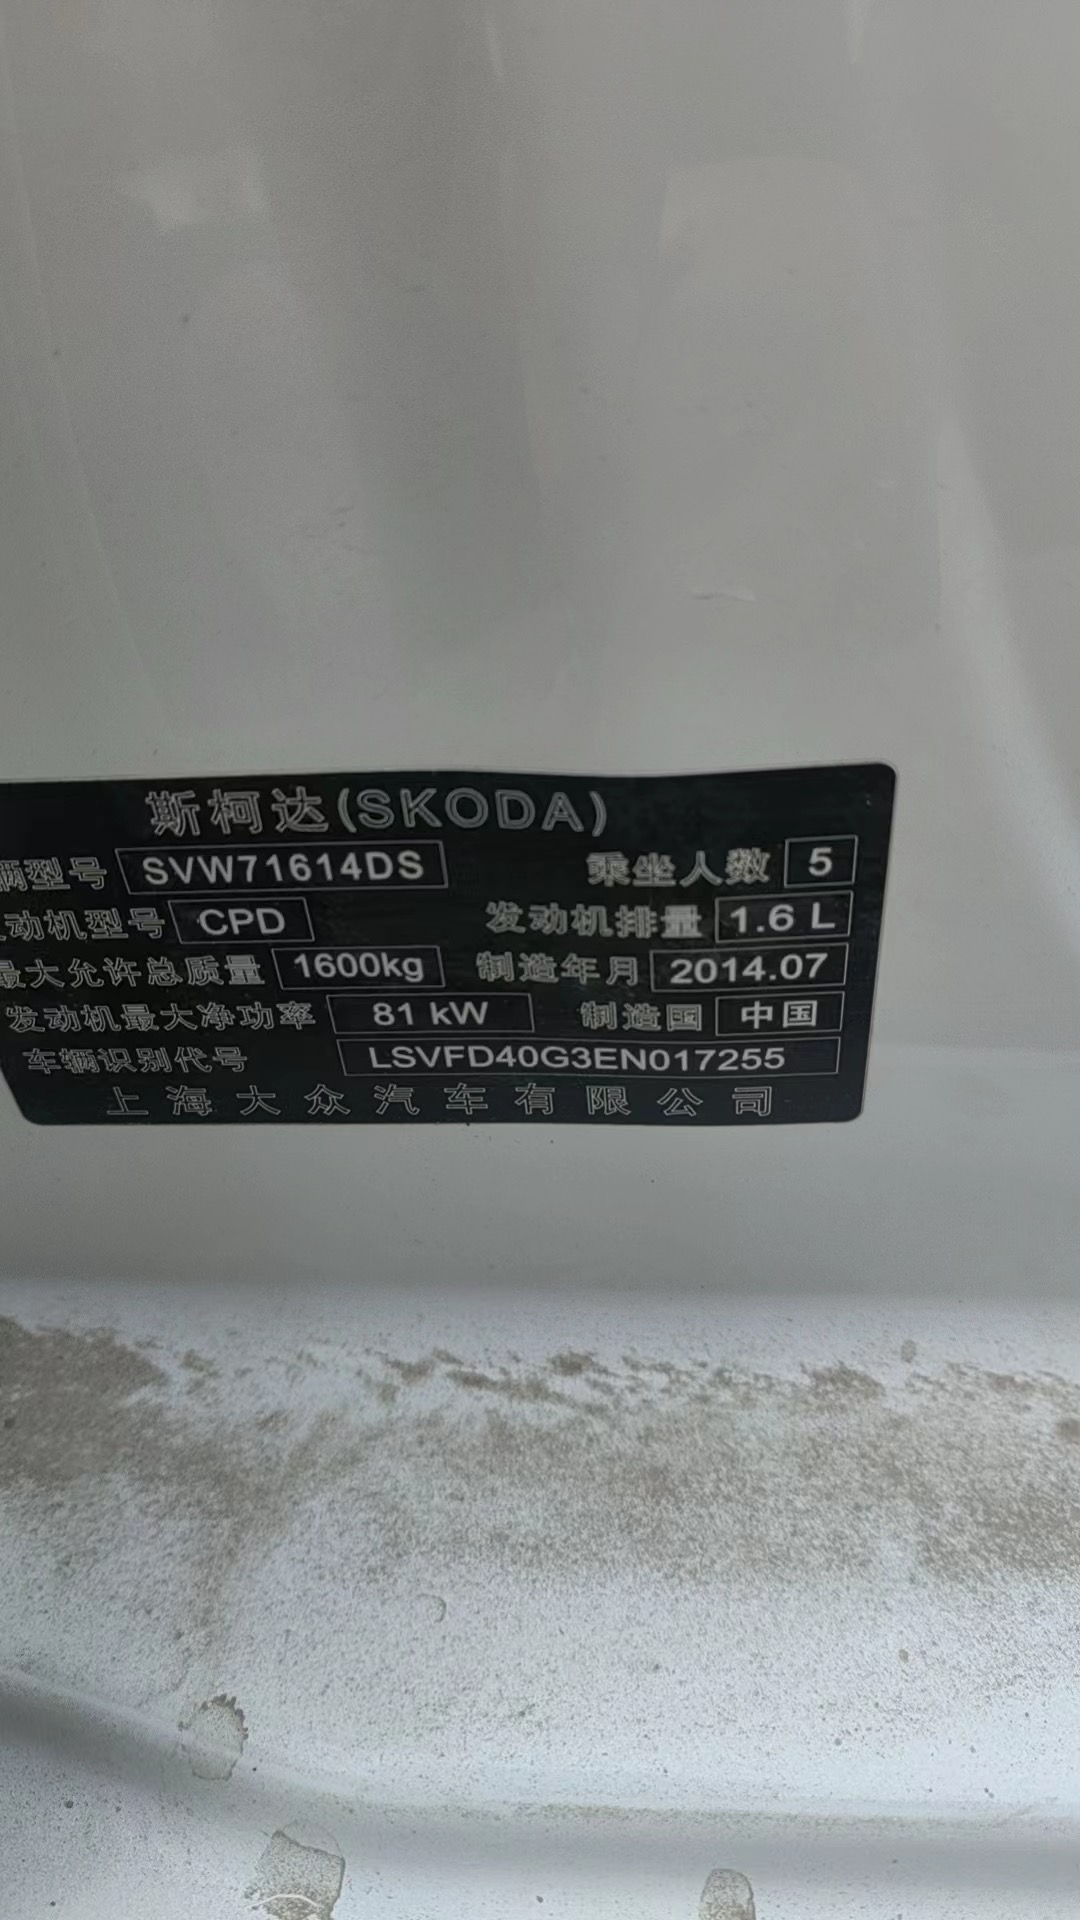 斯柯达(SKODA)
辆型号 SVW71614DS 乘坐人数 5
动机型号 CPD 发动机排量 1.6 L
最大允许总质量 1600kg 制造年月 2014.07
发动机最大净功率 81 kW 制造国 中国
车辆识别代号 LSVFD40G3EN017255
上海大众汽车有限公司